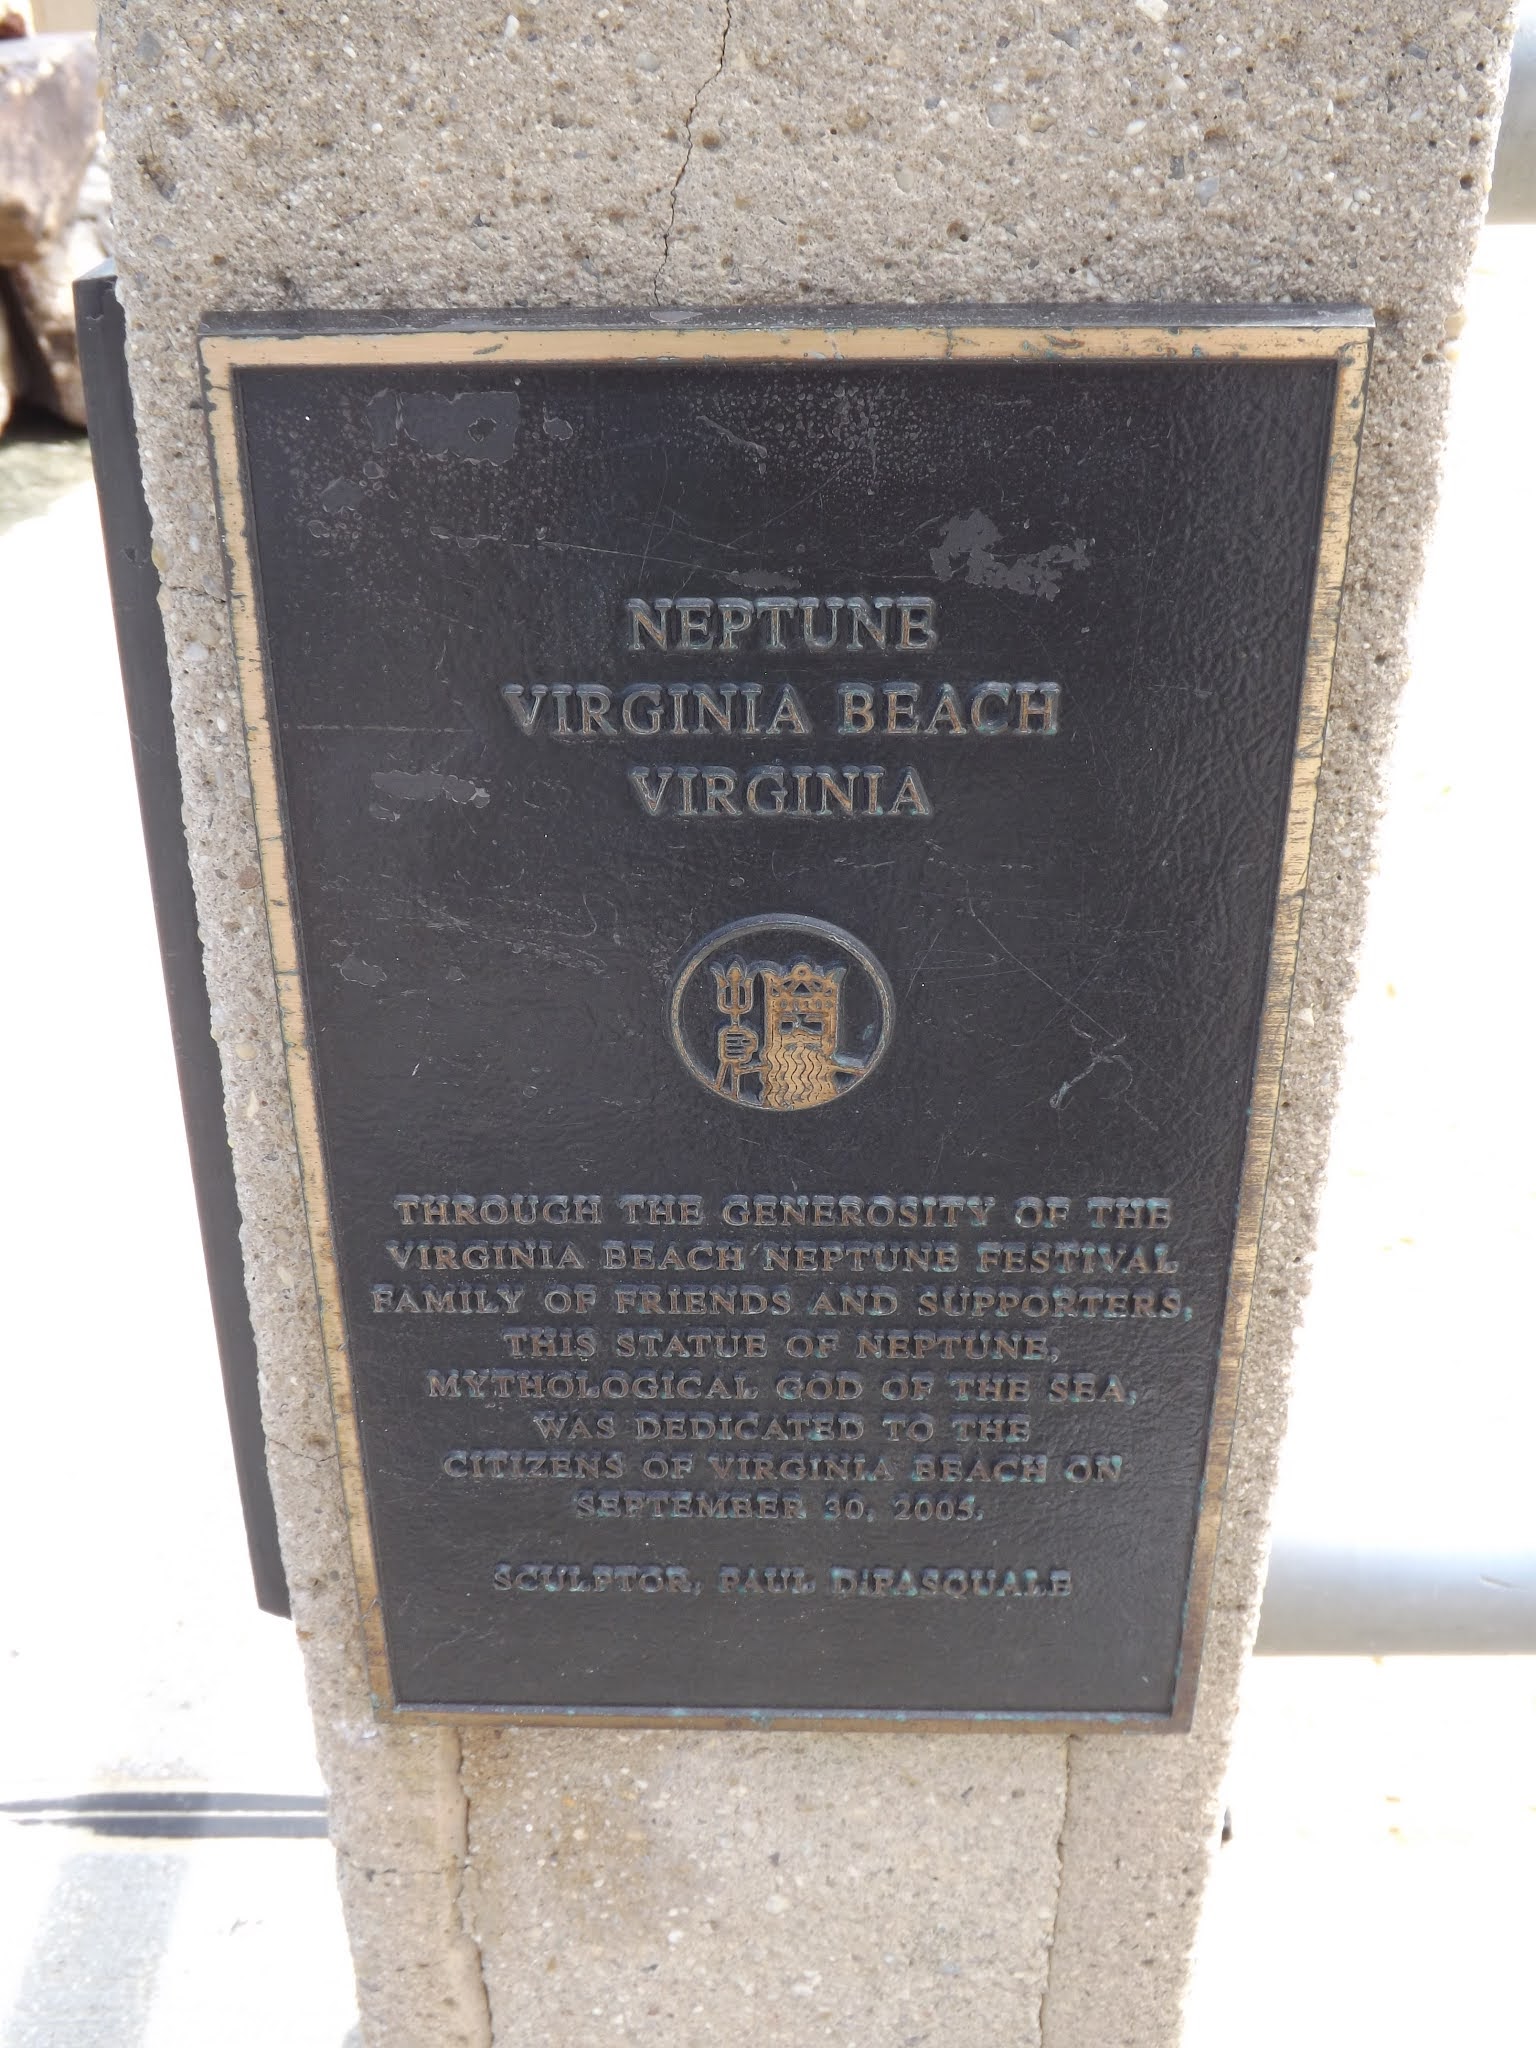 NEPTUNE
VIRGINIA BEACH
VIRGINIA
THROUGH THE GENEROSITY OF THE
VIRGINIA BEACH NEPTUNE FESTIVAL
FAMILY OF FRIENDS AND SUPPORTERS,
THIS STATUE OF NEPTUNE,
MYTHOLOGICAL GOD OF THE SEA,
WAS DEDICATED TO THE
CITIZENS OF VIRGINIA BEACH ON
SEPTEMBER 30, 2005.
SCULPTOR, PAUL DiPASQUALE